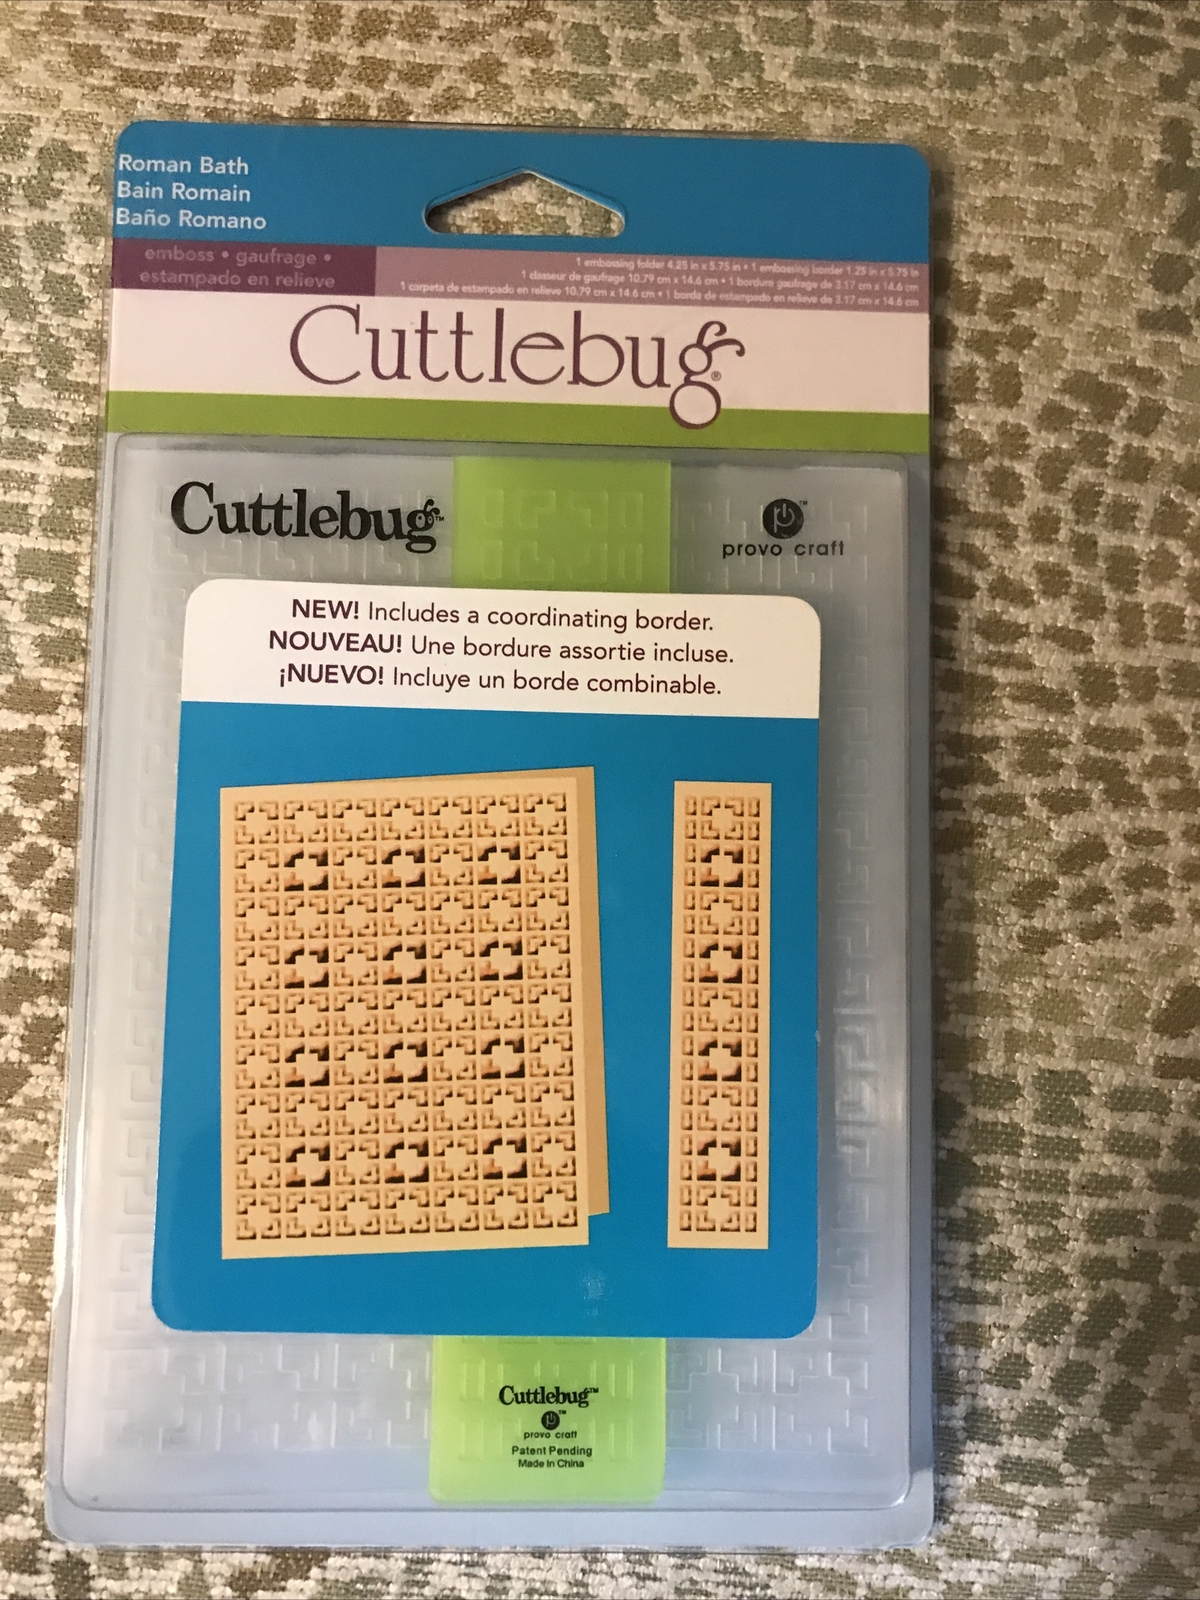 Roman Bath
Bain Romain
Baño Romano
emboss • gaufrage •
estampado en relieve
1 embossing folder 4.25 in x 5.75 in • 1 embossing border 1.25 in x 5.75 in
1 classeur de gaufrage 10.79 cm x 14.6 cm • 1 bordure gaufrage de 3.17 cm x 14.6 cm
1 carpeta de estampado en relieve 10.79 cm x 14.6 cm • 1 borde de estampado en relieve de 3.17 cm x 14.6 cm
Cuttlebug®
Cuttlebug™
provo craft™
NEW! Includes a coordinating border.
NOUVEAU! Une bordure assortie incluse.
¡NUEVO! Incluye un borde combinable.
Cuttlebug™
™
provo craft
Patent Pending
Made In China